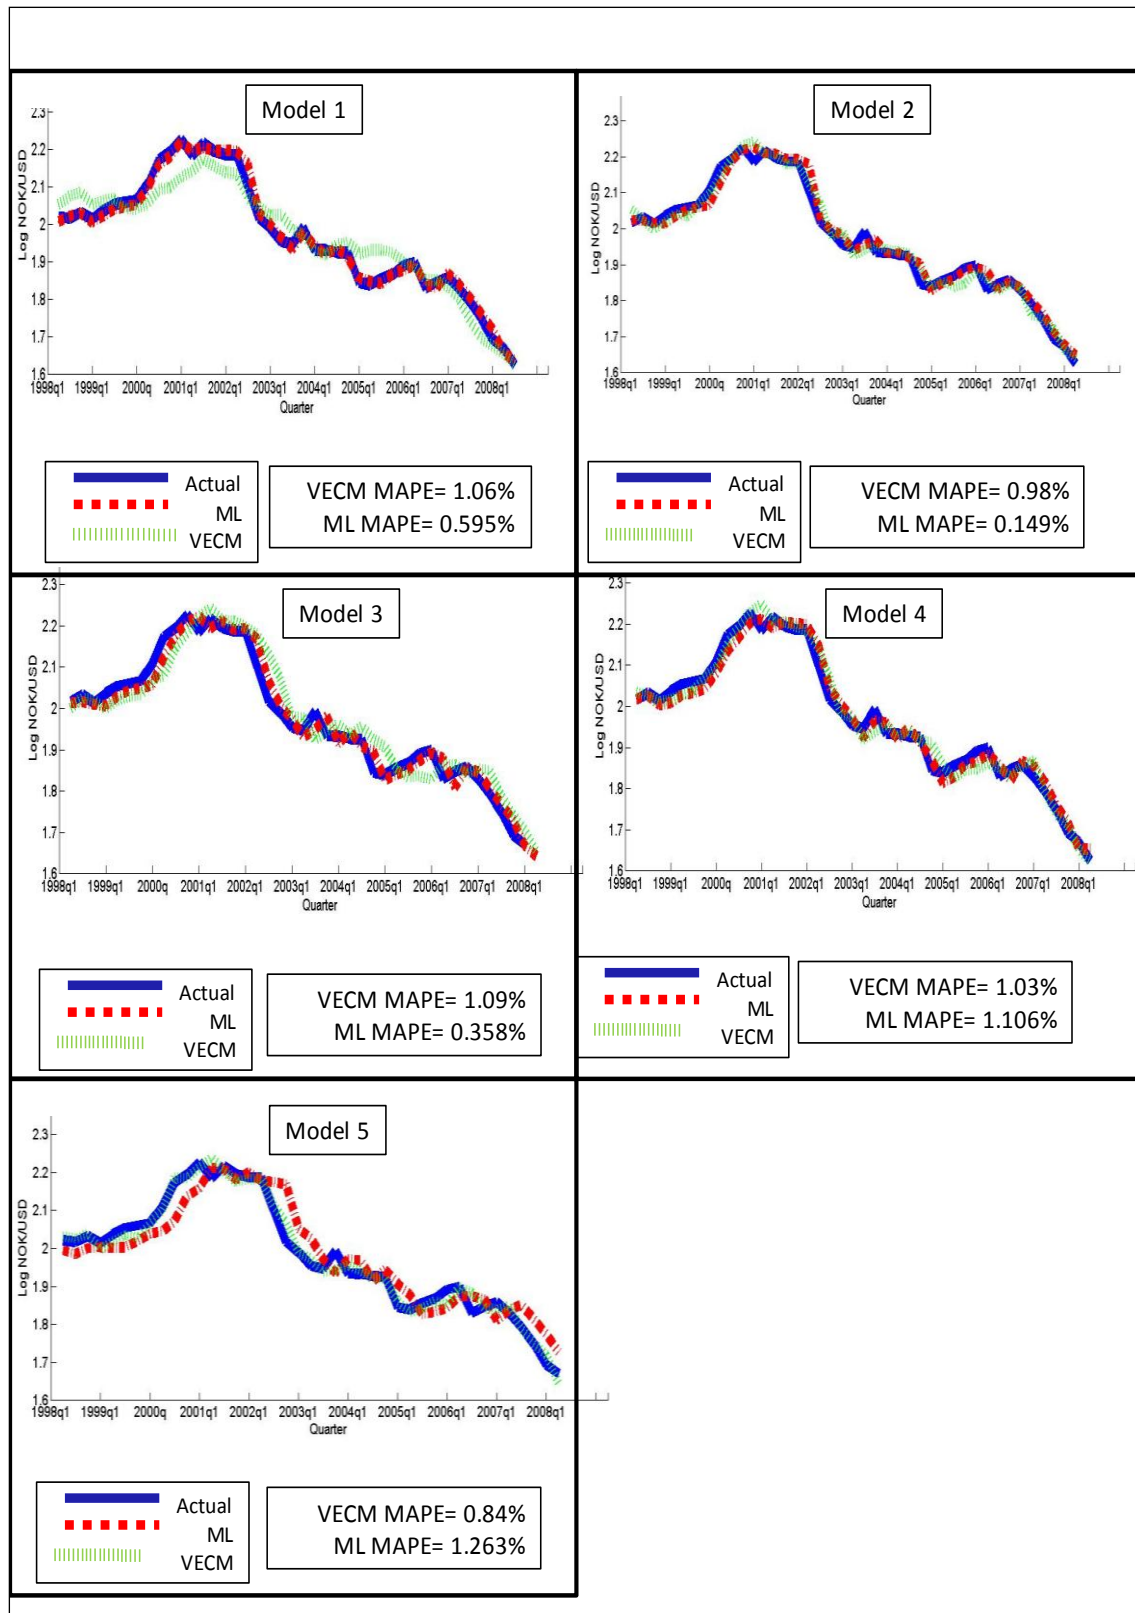 Model 1
2.3
2.2
2.1
2
1.9
1.8
1.7
1.6
Log NOK/USD
1998q1 1999q1 2000q 2001q1 2002q1 2003q1 2004q1 2005q1 2006q1 2007q1 2008q1
Quarter
Actual
ML
VECM
VECM MAPE= 1.06%
ML MAPE= 0.595%
Model 2
2.3
2.2
2.1
2
1.9
1.8
1.7
1.6
Log NOK/USD
1998q1 1999q1 2000q 2001q1 2002q1 2003q1 2004q1 2005q1 2006q1 2007q1 2008q1
Quarter
Actual
ML
VECM
VECM MAPE= 0.98%
ML MAPE= 0.149%
Model 3
2.3
2.2
2.1
2
1.9
1.8
1.7
1.6
Log NOK/USD
1998q1 1999q1 2000q 2001q1 2002q1 2003q1 2004q1 2005q1 2006q1 2007q1 2008q1
Quarter
Actual
ML
VECM
VECM MAPE= 1.09%
ML MAPE= 0.358%
Model 4
2.3
2.2
2.1
2
1.9
1.8
1.7
1.6
Log NOK/USD
1998q1 1999q1 2000q 2001q1 2002q1 2003q1 2004q1 2005q1 2006q1 2007q1 2008q1
Quarter
Actual
ML
VECM
VECM MAPE= 1.03%
ML MAPE= 1.106%
Model 5
2.3
2.2
2.1
2
1.9
1.8
1.7
1.6
Log NOK/USD
1998q1 1999q1 2000q 2001q1 2002q1 2003q1 2004q1 2005q1 2006q1 2007q1 2008q1
Quarter
Actual
ML
VECM
VECM MAPE= 0.84%
ML MAPE= 1.263%